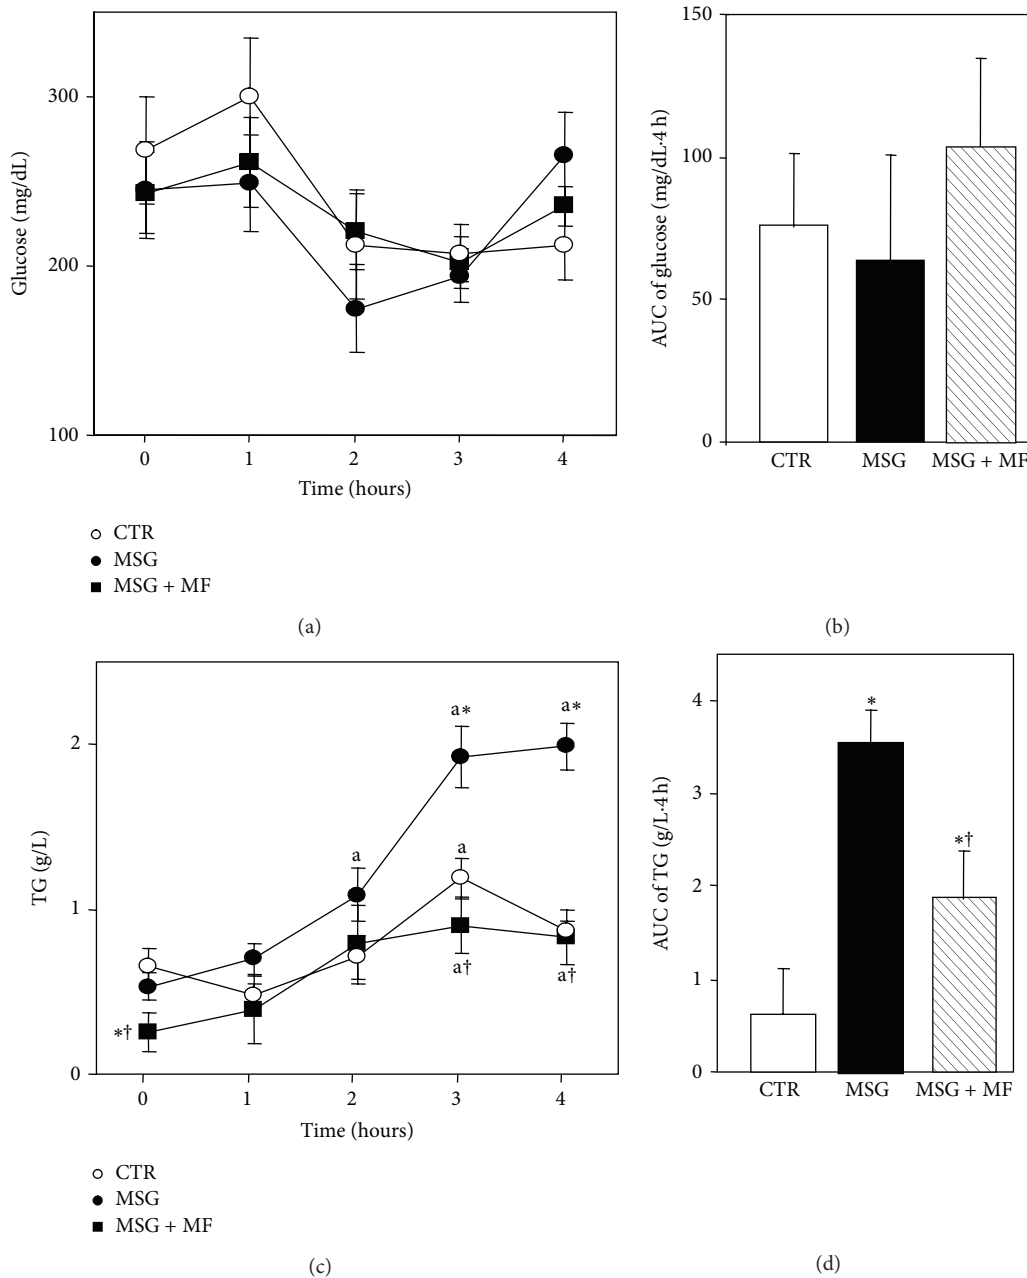 300
200
100
Glucose (mg/dL)
0 1 2 3 4
Time (hours)
CTR
MSG
MSG + MF
(a)
150
100
50
0
AUC of glucose (mg/dL·4 h)
CTR MSG MSG + MF
(b)
2
1
0
TG (g/L)
a* a*
a a
a† a†
*†
0 1 2 3 4
Time (hours)
CTR
MSG
MSG + MF
(c)
4
3
2
1
0
AUC of TG (g/L·4 h)
*
*†
CTR MSG MSG + MF
(d)